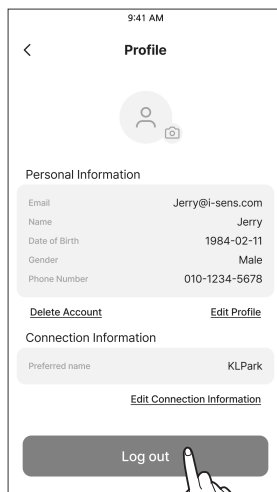 9:41 AM
Profile
Personal Information
Email Jerry@i-sens.com
Name Jerry
Date of Birth 1984-02-11
Gender Male
Phone Number 010-1234-5678
Delete Account Edit Profile
Connection Information
Preferred name KLPark
Edit Connection Information
Log out